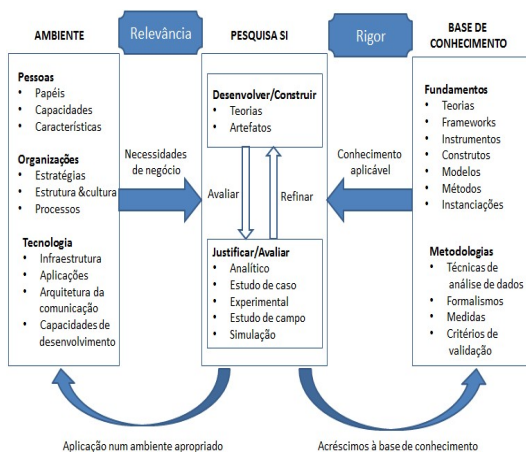 AMBIENTE
Relevância
PESQUISA SI
Rigor
BASE DE
CONHECIMENTO
Pessoas
• Papéis
• Capacidades
• Características
Organizações
• Estratégias
• Estrutura &cultura
• Processos
Tecnologia
• Infraestrutura
• Aplicações
• Arquitetura da
comunicação
• Capacidades de
desenvolvimento
Necessidades
de negócio
Desenvolver/Construir
• Teorias
• Artefatos
Avaliar
Refinar
Justificar/Avaliar
• Analítico
• Estudo de caso
• Experimental
• Estudo de campo
• Simulação
Conhecimento
aplicável
Fundamentos
• Teorias
• Frameworks
• Instrumentos
• Construtos
• Modelos
• Métodos
• Instanciações
Metodologias
• Técnicas de
análise de dados
• Formalismos
• Medidas
• Critérios de
validação
Aplicação num ambiente apropriado
Acréscimos à base de conhecimento